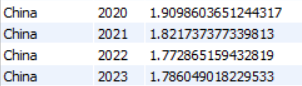 China 2020 1.9098603651244317
China 2021 1.821737377339813
China 2022 1.772865159432819
China 2023 1.786049018229533